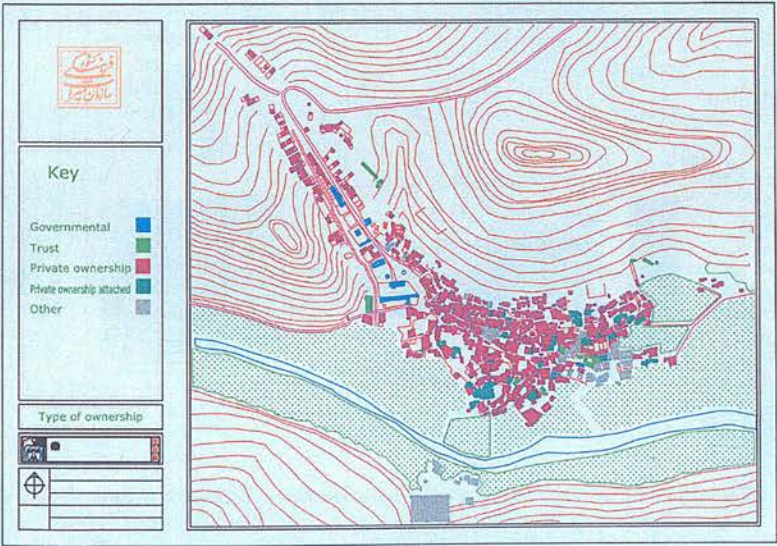 Key
Governmental
Trust
Private ownership
Private ownership attached
Other
Type of ownership